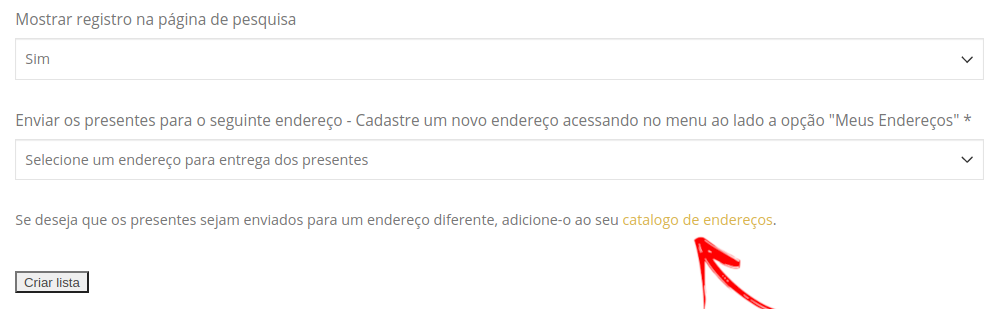 Mostrar registro na página de pesquisa
Sim
Enviar os presentes para o seguinte endereço - Cadastre um novo endereço acessando no menu ao lado a opção "Meus Endereços" *
Selecione um endereço para entrega dos presentes
Se deseja que os presentes sejam enviados para um endereço diferente, adicione-o ao seu catalogo de endereços.
Criar lista